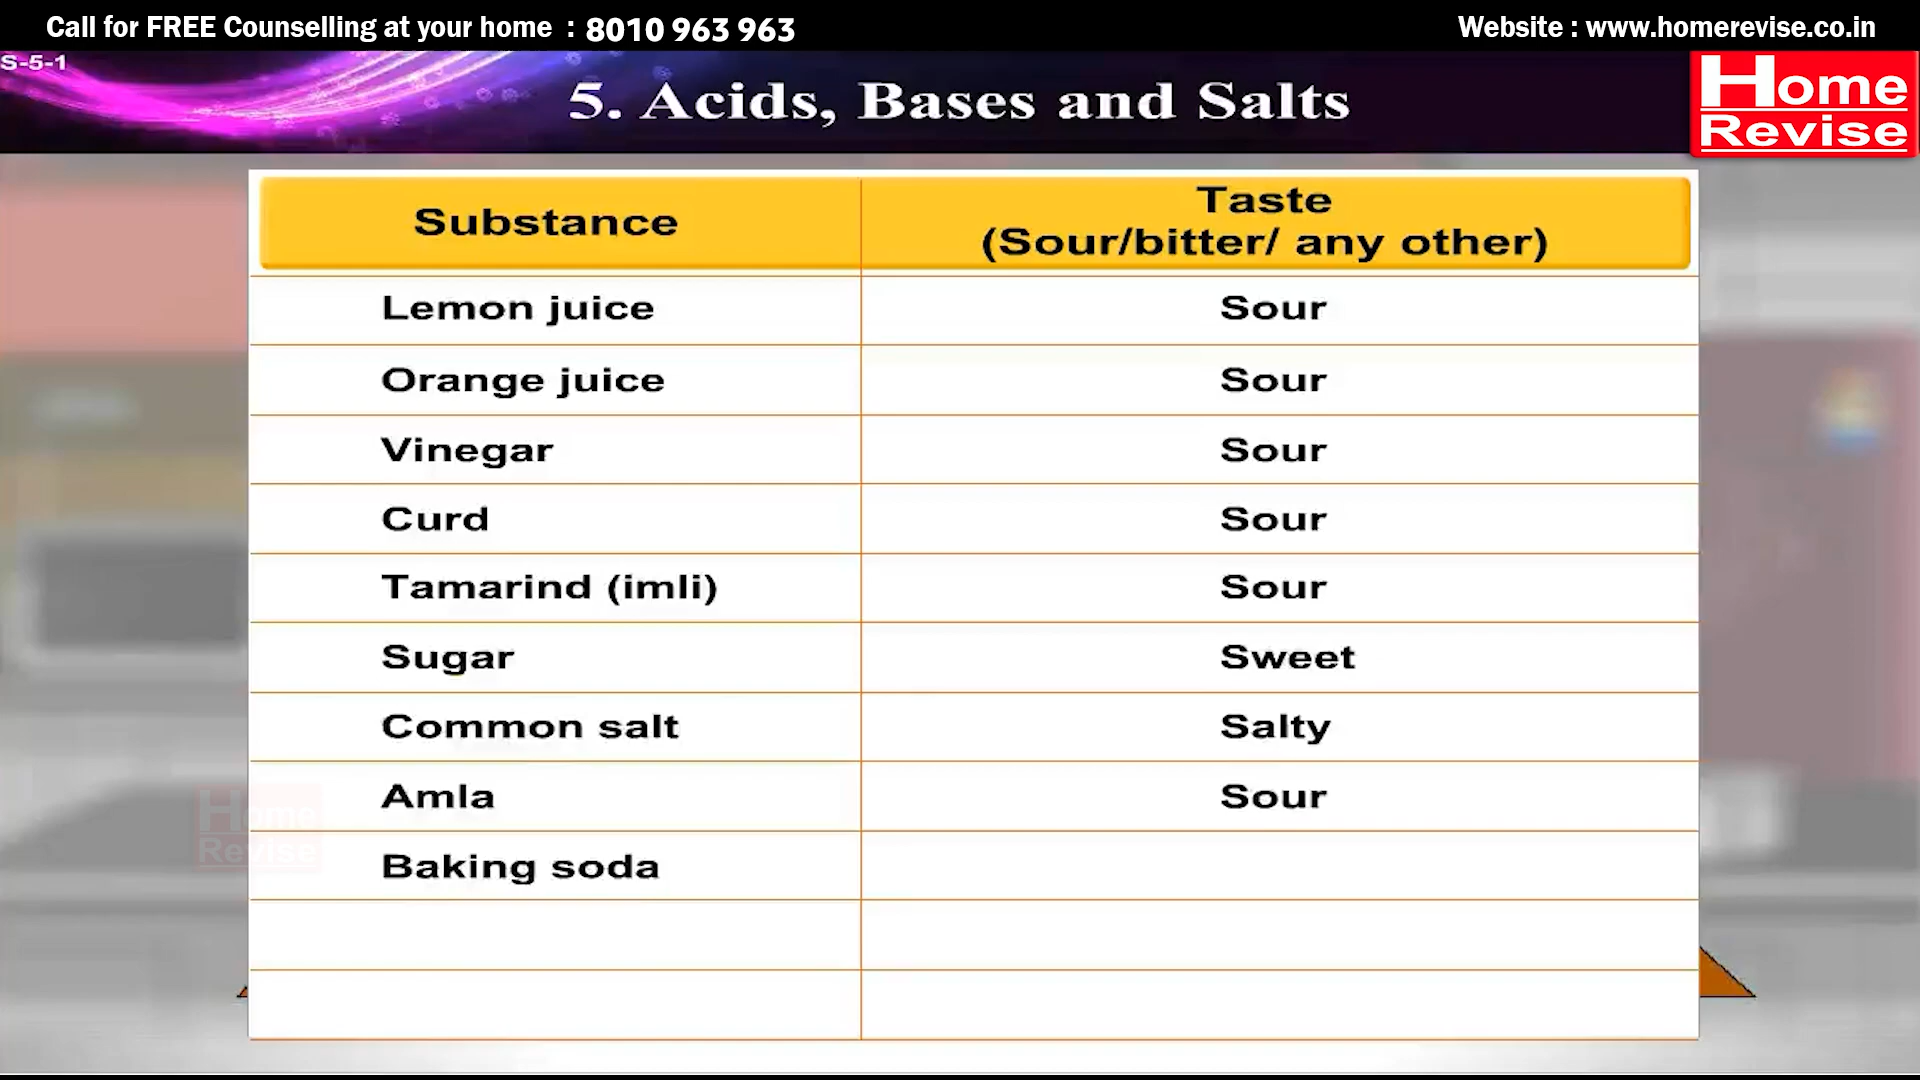 Call for FREE Counselling at your home : 8010 963 963
Website : www.homerevise.co.in
S-5-1
5. Acids, Bases and Salts
Home
Revise
Substance
Taste
(Sour/bitter/ any other)
Lemon juice Sour
Orange juice Sour
Vinegar Sour
Curd Sour
Tamarind (imli) Sour
Sugar Sweet
Common salt Salty
Amla Sour
Baking soda
Home
Revise